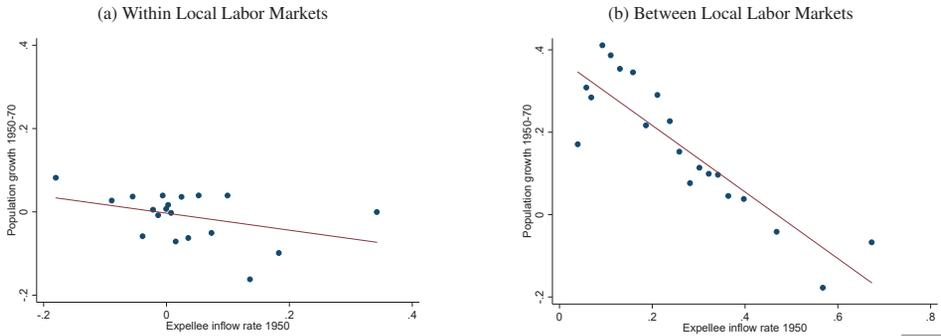 (a) Within Local Labor Markets
Population growth 1950-70
.4
.2
0
-.2
-.2
0
.2
.4
Expellee inflow rate 1950
(b) Between Local Labor Markets
Population growth 1950-70
.4
.2
0
-.2
0
.2
.4
.6
.8
Expellee inflow rate 1950